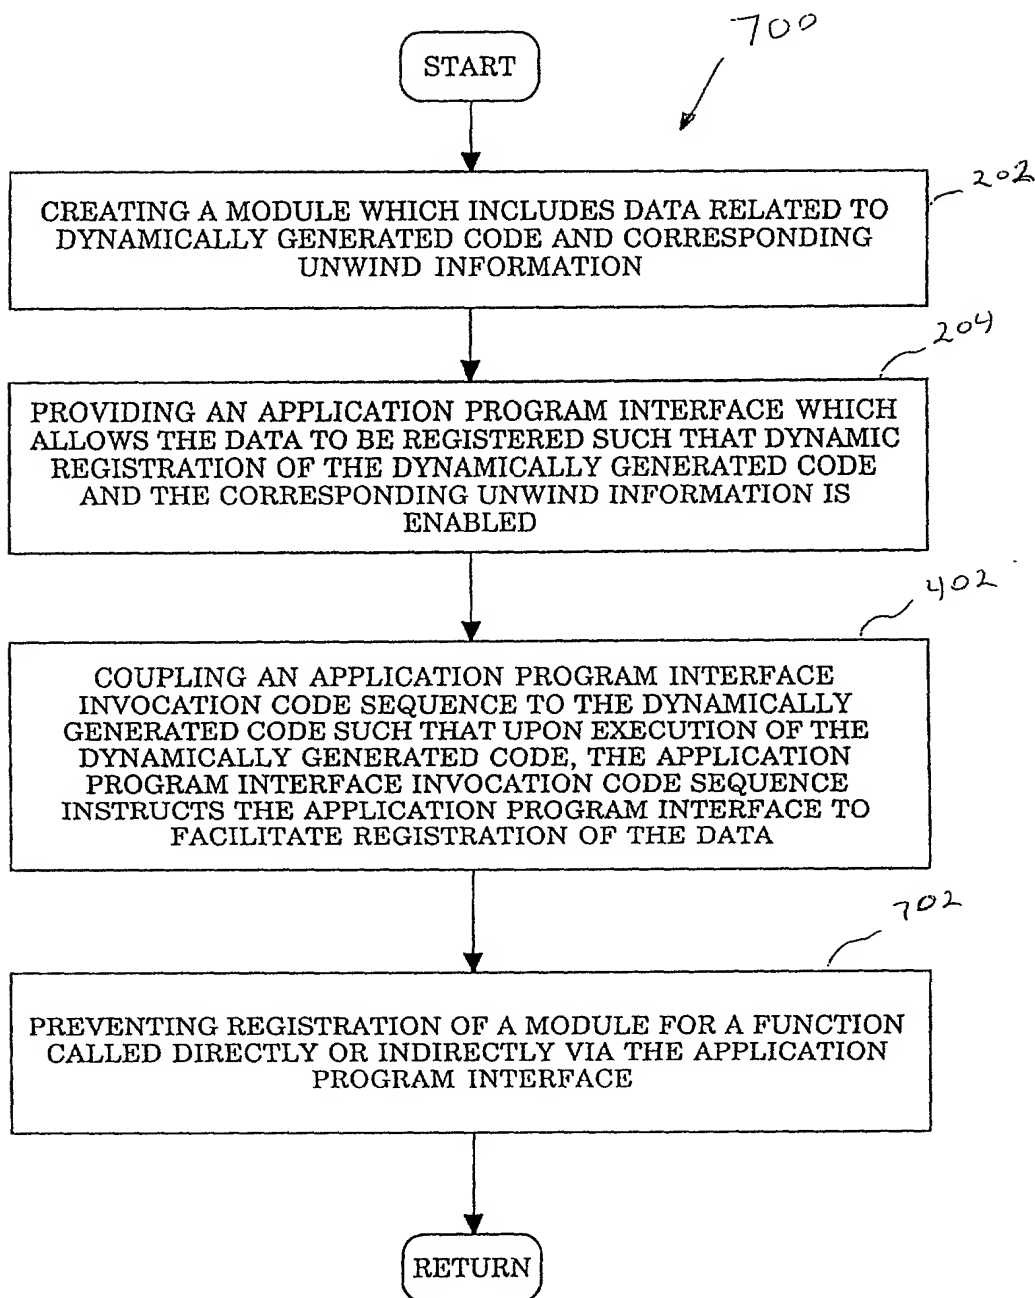 700
START
202
CREATING A MODULE WHICH INCLUDES DATA RELATED TO
DYNAMICALLY GENERATED CODE AND CORRESPONDING
UNWIND INFORMATION
204
PROVIDING AN APPLICATION PROGRAM INTERFACE WHICH
ALLOWS THE DATA TO BE REGISTERED SUCH THAT DYNAMIC
REGISTRATION OF THE DYNAMICALLY GENERATED CODE
AND THE CORRESPONDING UNWIND INFORMATION IS
ENABLED
402
COUPLING AN APPLICATION PROGRAM INTERFACE
INVOCATION CODE SEQUENCE TO THE DYNAMICALLY
GENERATED CODE SUCH THAT UPON EXECUTION OF THE
DYNAMICALLY GENERATED CODE, THE APPLICATION
PROGRAM INTERFACE INVOCATION CODE SEQUENCE
INSTRUCTS THE APPLICATION PROGRAM INTERFACE TO
FACILITATE REGISTRATION OF THE DATA
702
PREVENTING REGISTRATION OF A MODULE FOR A FUNCTION
CALLED DIRECTLY OR INDIRECTLY VIA THE APPLICATION
PROGRAM INTERFACE
RETURN